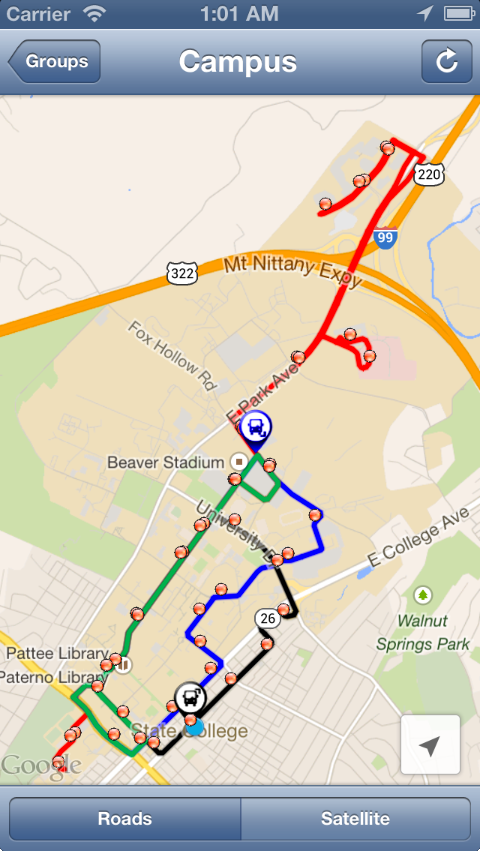 Carrier 1:01 AM
Groups Campus
220
99
322
Mt Nittany Expy
Fox Hollow Rd
E Park Ave
Beaver Stadium
University D
E College Ave
26
Walnut
Springs Park
Pattee Library
Paterno Library
State College
Google
Roads Satellite